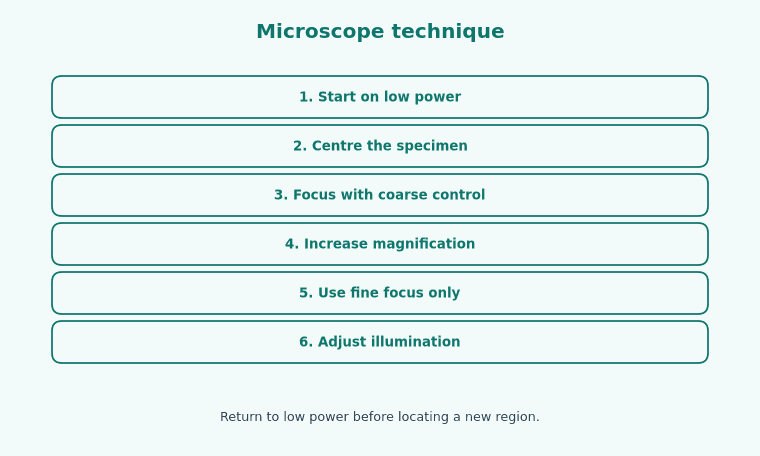 Microscope technique
1. Start on low power
2. Centre the specimen
3. Focus with coarse control
4. Increase magnification
5. Use fine focus only
6. Adjust illumination
Return to low power before locating a new region.